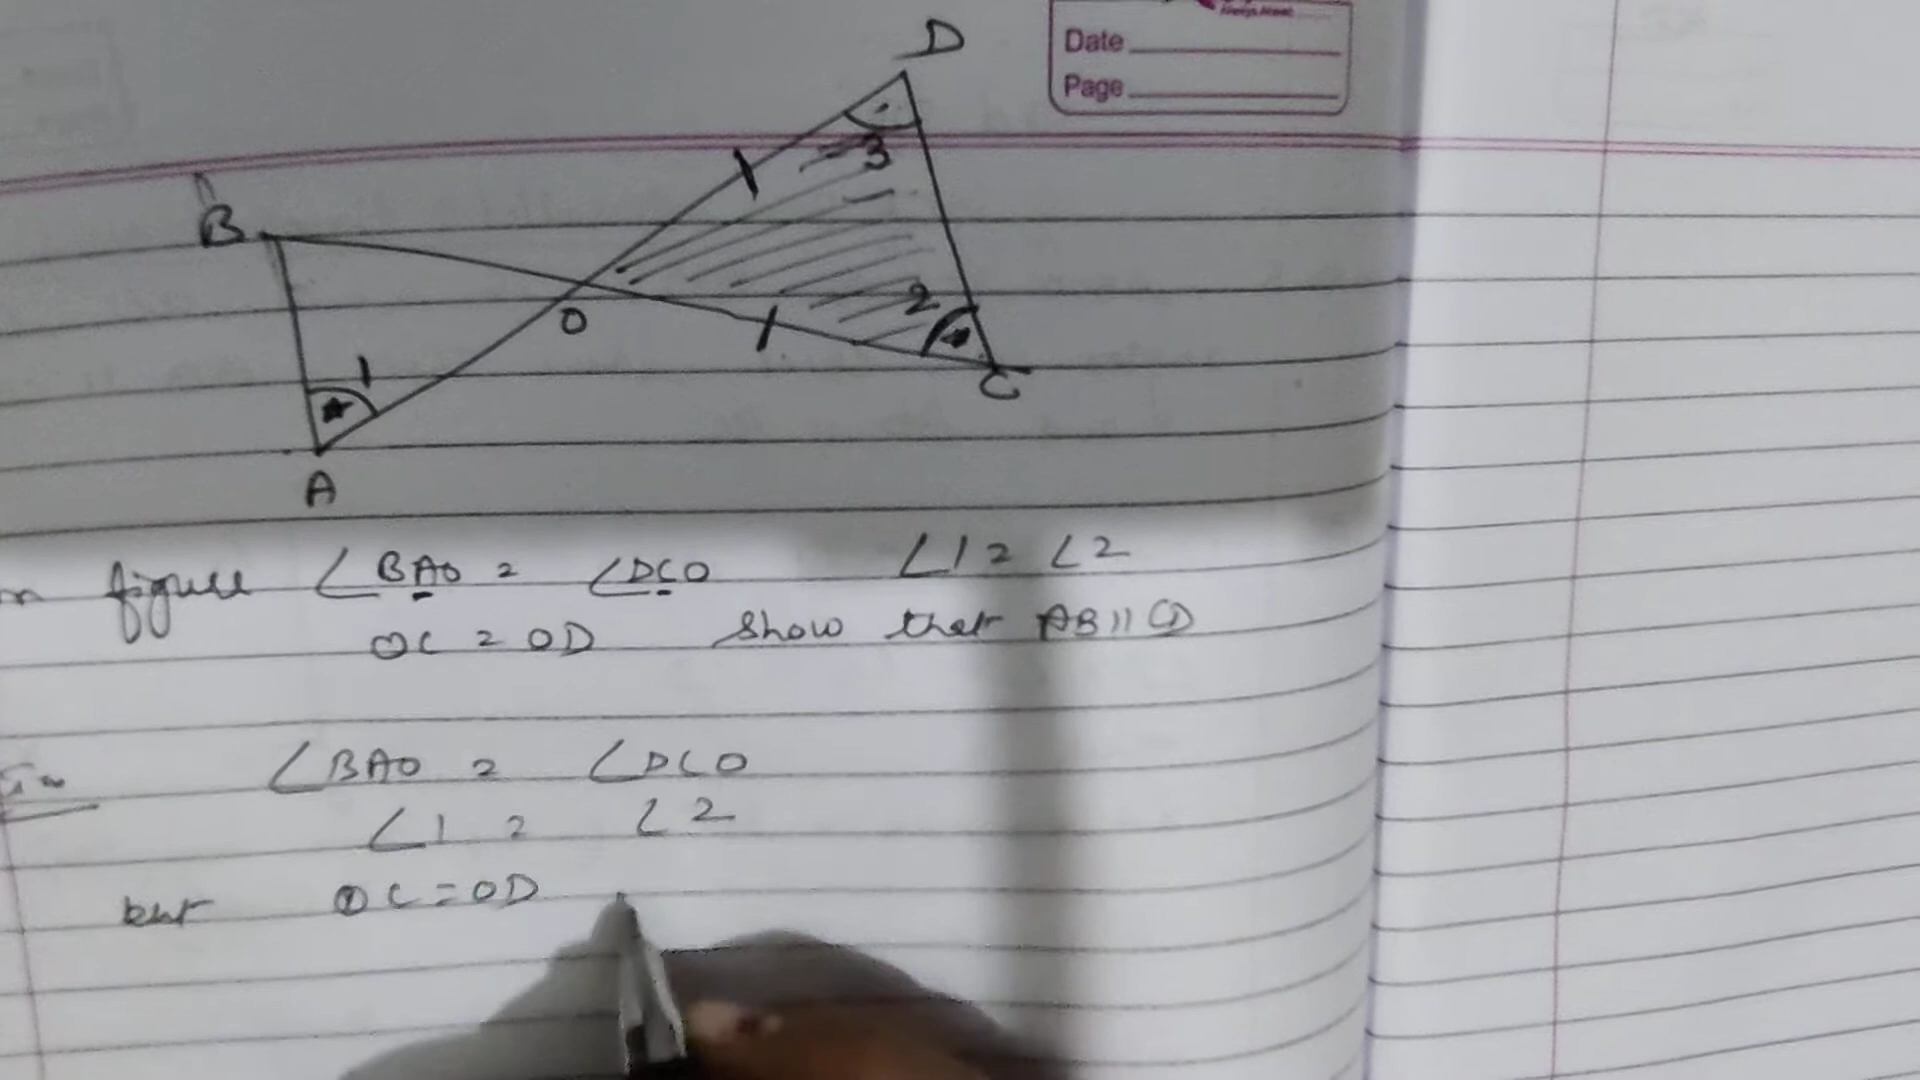 D
Date
Page
3
B
2
O
1
C
A
figure ∠BAO = ∠DCO ∠1 = ∠2
OC = OD Show that AB || CD
∠BAO = ∠DCO
∠1 = ∠2
but OC = OD